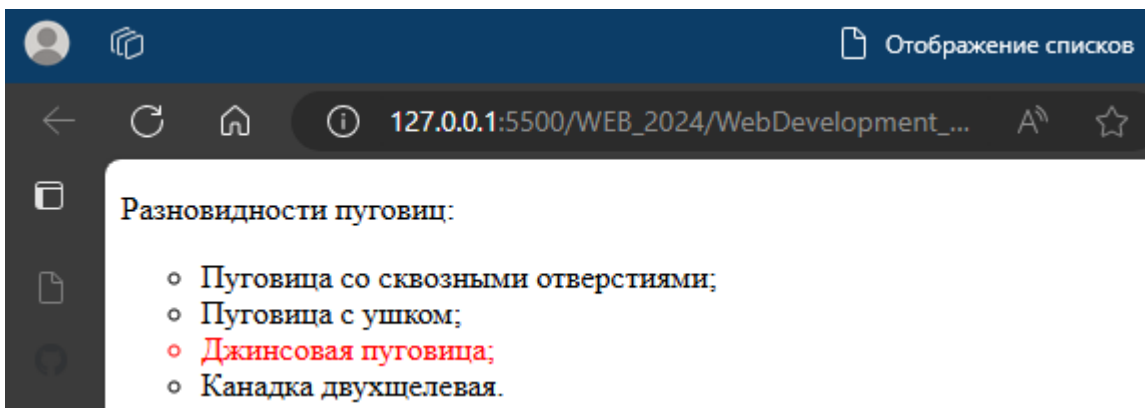 Отображение списков
127.0.0.1:5500/WEB_2024/WebDevelopment_...
Разновидности пуговиц:
Пуговица со сквозными отверстиями;
Пуговица с ушком;
Джинсовая пуговица;
Канадка двухщелевая.